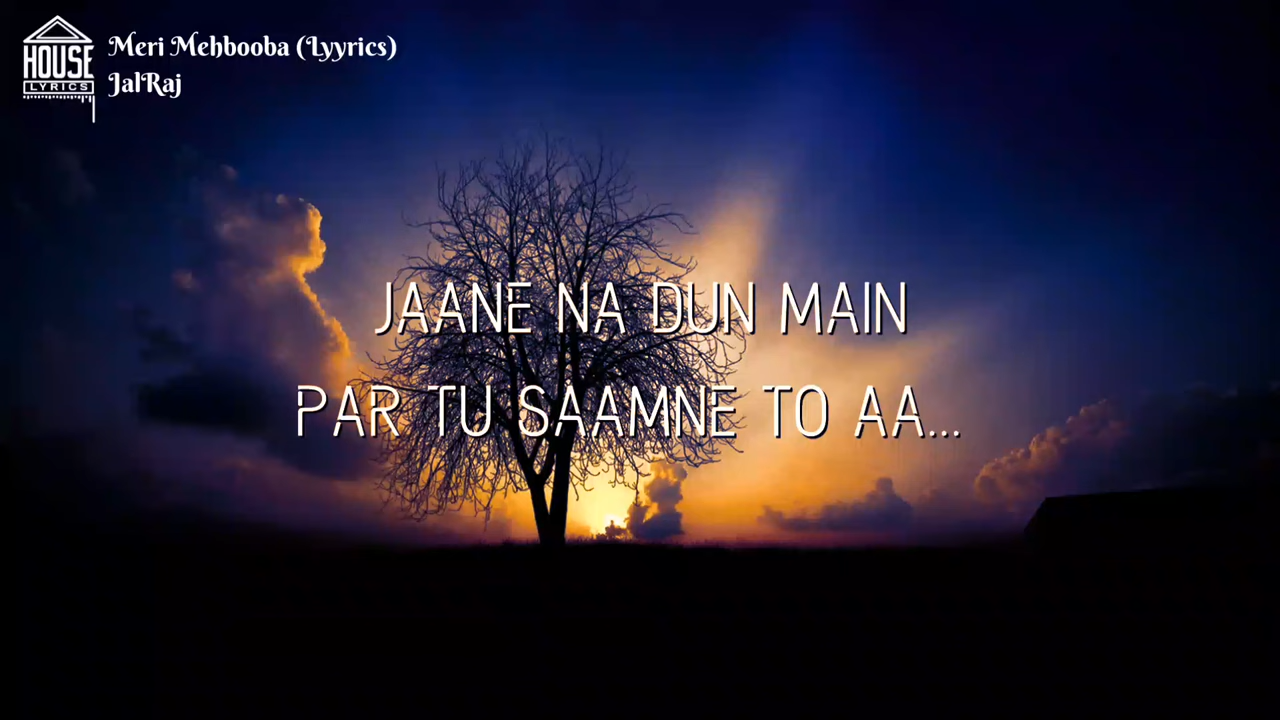 HOUSE
LYRICS
Meri Mehbooba (Lyyrics)
JalRaj
JAANE NA DUN MAIN
PAR TU SAAMNE TO AA...